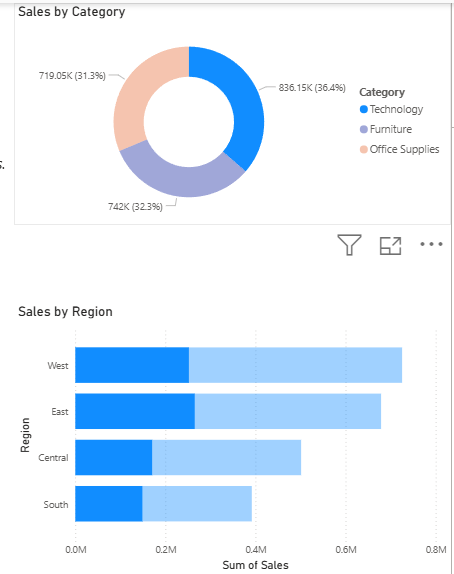 Sales by Category
719.05K (31.3%)
836.15K (36.4%)
742K (32.3%)
Category
Technology
Furniture
Office Supplies
s.
Sales by Region
Region
West
East
Central
South
0.0M 0.2M 0.4M 0.6M 0.8M
Sum of Sales